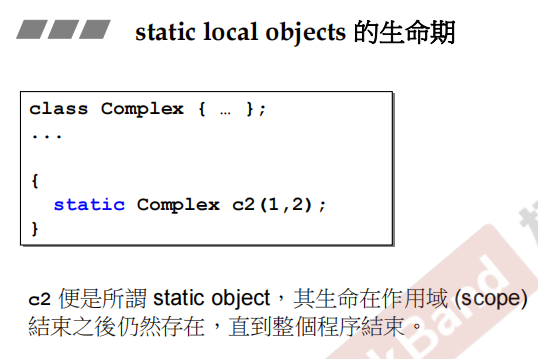 static local objects 的生命期
class Complex { … };
...
{
static Complex c2(1,2);
}
c2 便是所謂 static object，其生命在作用域 (scope)
結束之後仍然存在，直到整個程序結束。